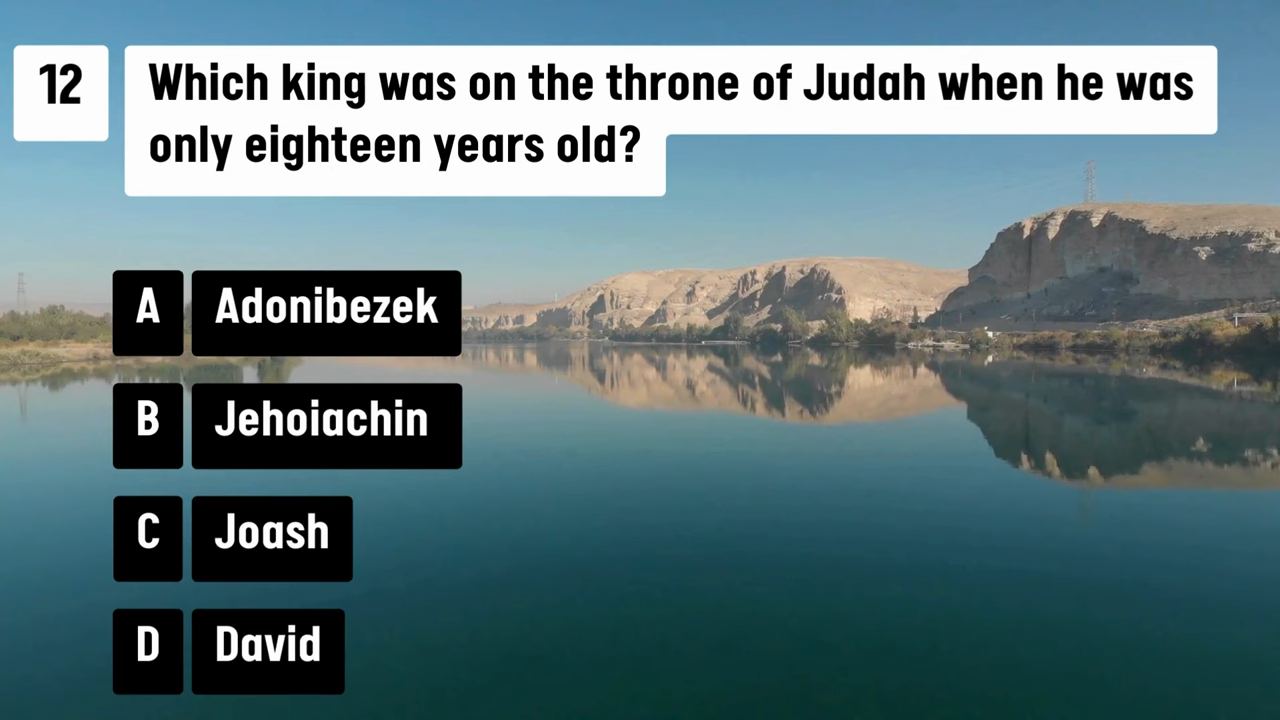 12
Which king was on the throne of Judah when he was
only eighteen years old?
A Adonibezek
B Jehoiachin
C Joash
D David